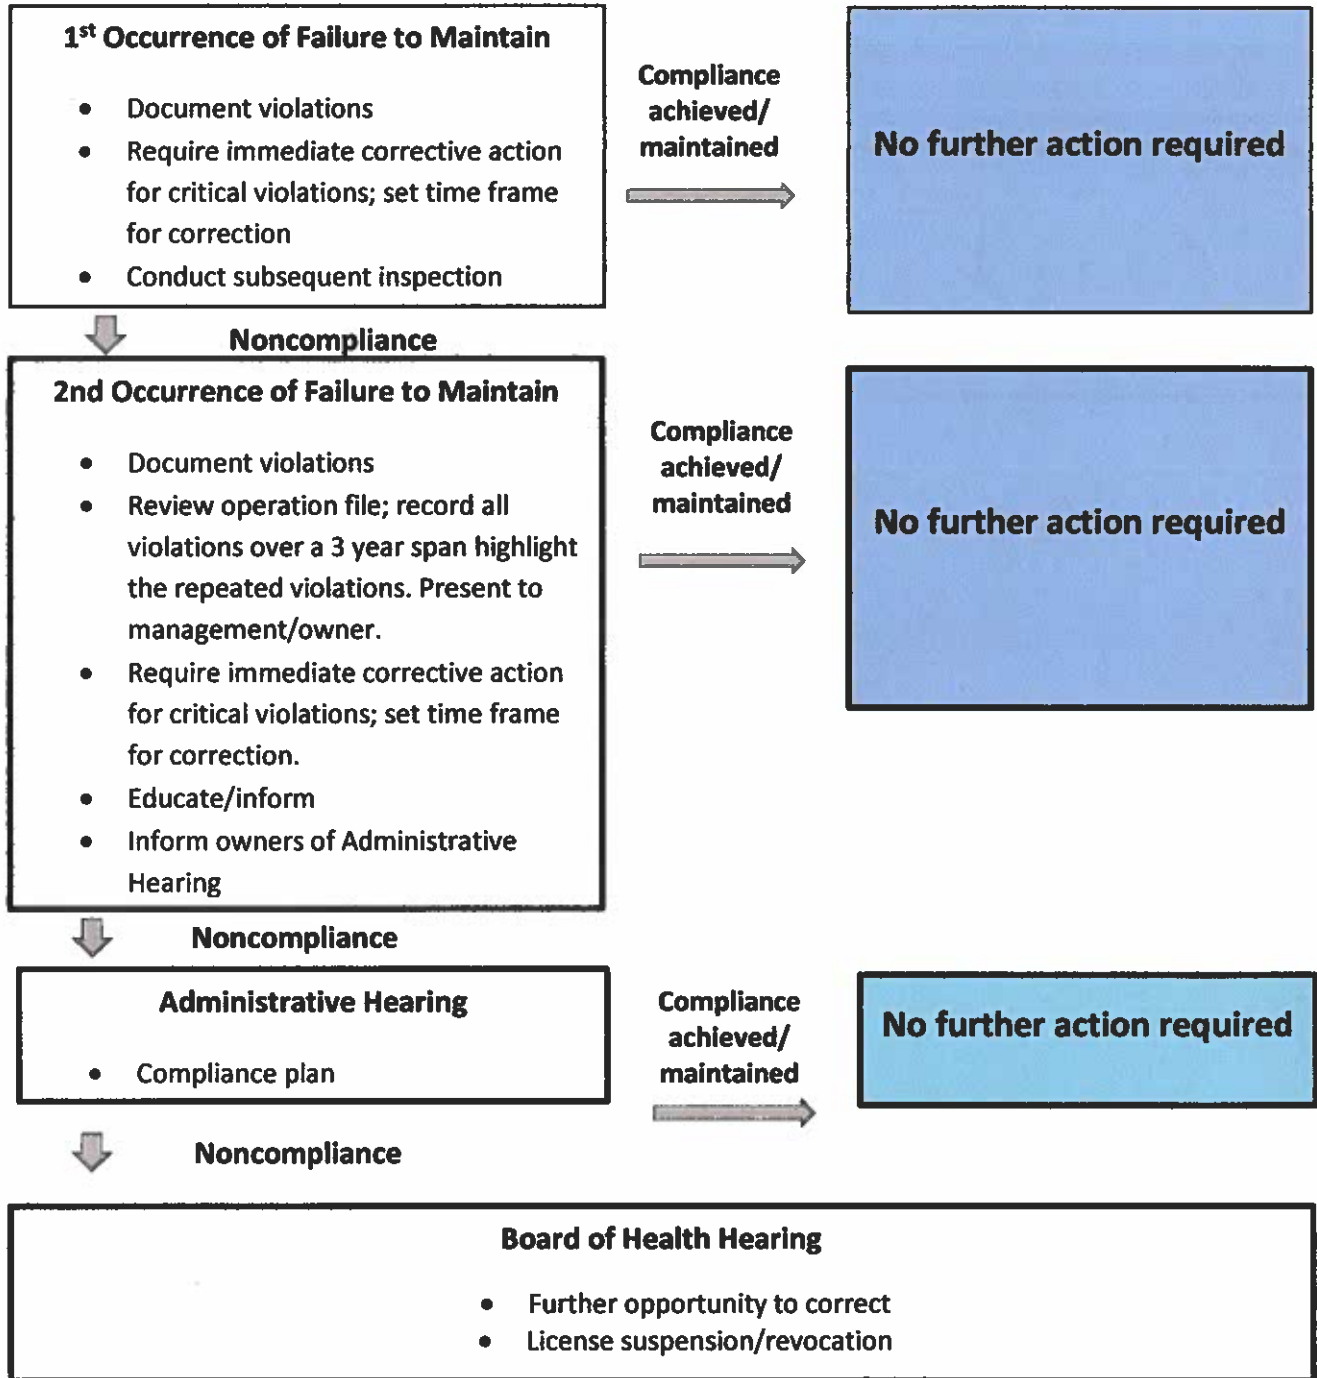 1st Occurrence of Failure to Maintain
• Document violations
• Require immediate corrective action
for critical violations; set time frame
for correction
• Conduct subsequent inspection
Compliance
achieved/
maintained
No further action required
Noncompliance
2nd Occurrence of Failure to Maintain
• Document violations
• Review operation file; record all
violations over a 3 year span highlight
the repeated violations. Present to
management/owner.
• Require immediate corrective action
for critical violations; set time frame
for correction.
• Educate/inform
• Inform owners of Administrative
Hearing
Compliance
achieved/
maintained
No further action required
Noncompliance
Administrative Hearing
• Compliance plan
Compliance
achieved/
maintained
No further action required
Noncompliance
Board of Health Hearing
• Further opportunity to correct
• License suspension/revocation